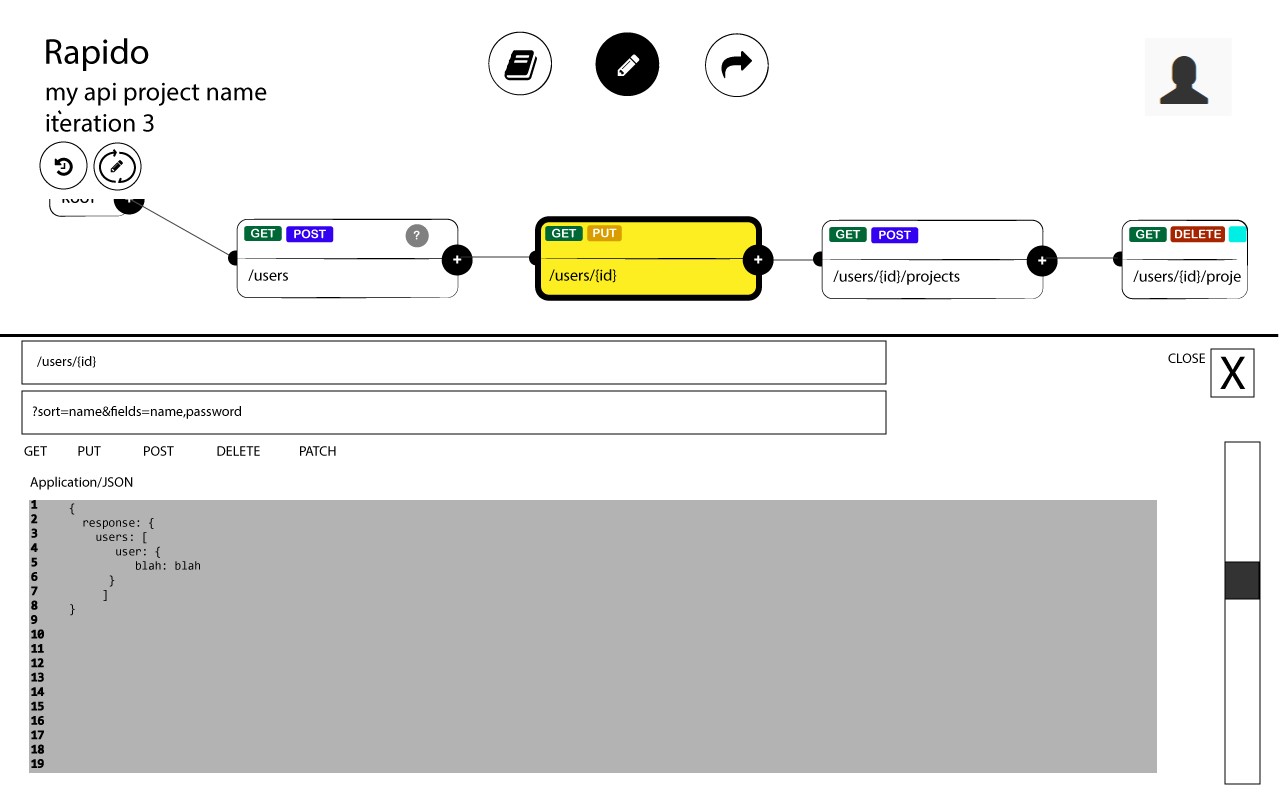 Rapido
my api project name
iteration 3
ROOT
GET POST ?
/users
GET PUT
/users/{id}
GET POST
/users/{id}/projects
GET DELETE
/users/{id}/proje
/users/{id}
CLOSE X
?sort=name&fields=name,password
GET PUT POST DELETE PATCH
Application/JSON
1 {
2 response: {
3 users: [
4 user: {
5 blah: blah
6 }
7 ]
8 }
9
10
11
12
13
14
15
16
17
18
19